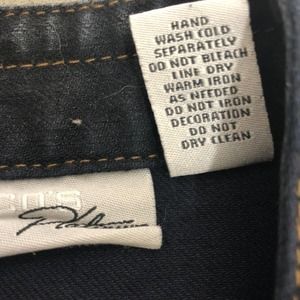 HAND
WASH COLD
SEPARATELY
DO NOT BLEACH
LINE DRY
WARM IRON
AS NEEDED
DO NOT IRON
DECORATION
DO NOT
DRY CLEAN